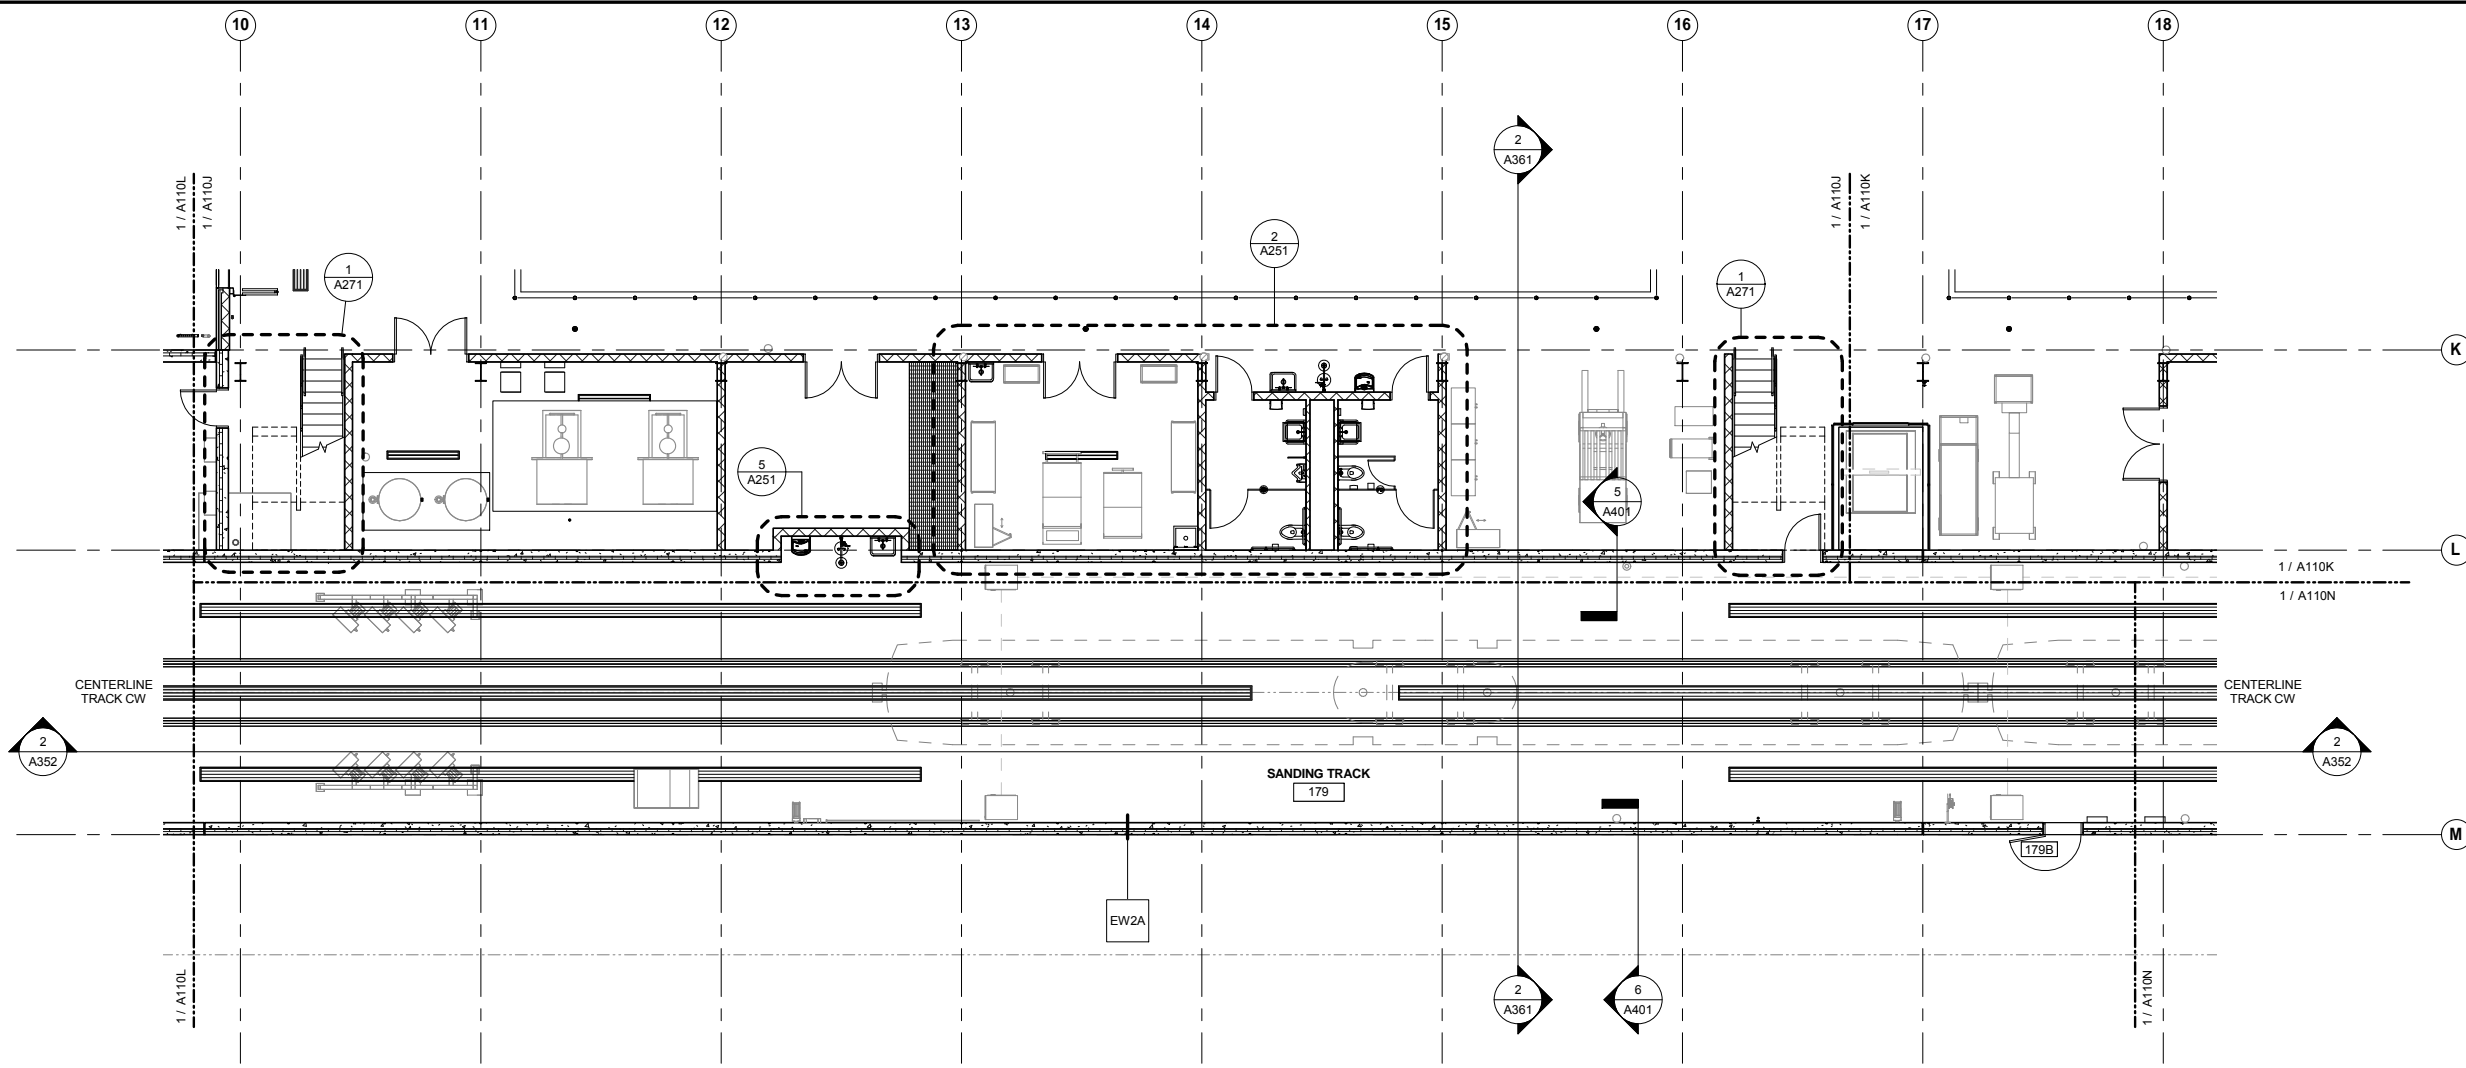 10
11
12
13
14
15
16
17
18
2
A361
1 / A110L
1 / A110J
1 / A110J
1 / A110K
2
A251
1
A271
1
A271
K
5
A251
5
A401
L
1 / A110K
1 / A110N
CENTERLINE
TRACK CW
CENTERLINE
TRACK CW
2
A352
2
A352
SANDING TRACK
179
M
179B
EW2A
1 / A110L
2
A361
6
A401
1 / A110N